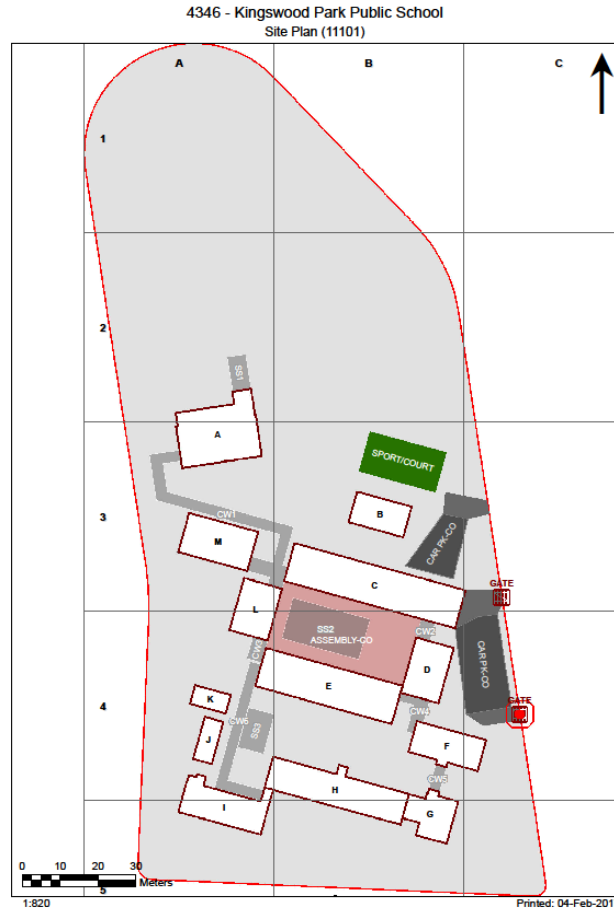 4346 - Kingswood Park Public School
Site Plan (11101)
A B C
1
2
SS1
A
SPORT/COURT
3
B
CW1
CAR PK-CO
M
C
GATE
L
SS2
ASSEMBLY-CO
CW2
CW3
D
CAR PK-CO
E
K
4
CW4
GATE
CW6
SS3
J
F
CW5
H
I
G
0 10 20 30
Meters
5
1:820
Printed: 04-Feb-201